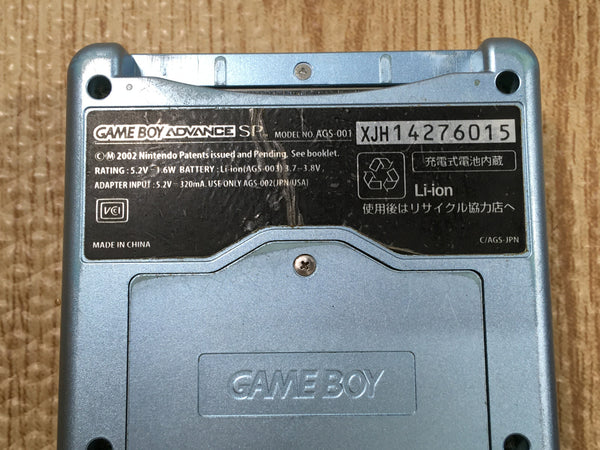 GAME BOY ADVANCE SP MODEL NO. AGS-001 XJH14276015
© M 2002 Nintendo Patents issued and Pending. See booklet.
RATING : 5.2V⎓1.6W BATTERY : Li-ion(AGS-003) 3.7⎓3.8V
ADAPTER INPUT : 5.2V⎓320mA. USE ONLY AGS-002(JPN/USA)
充電式電池内蔵
Li-ion
使用後はリサイクル協力店へ
VCI
MADE IN CHINA
C/AGS-JPN
GAME BOY